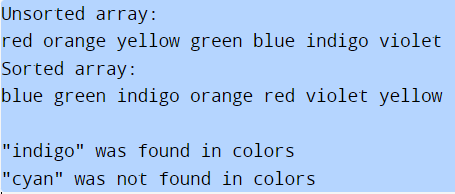 Unsorted array:
red orange yellow green blue indigo violet
Sorted array:
blue green indigo orange red violet yellow
"indigo" was found in colors
"cyan" was not found in colors